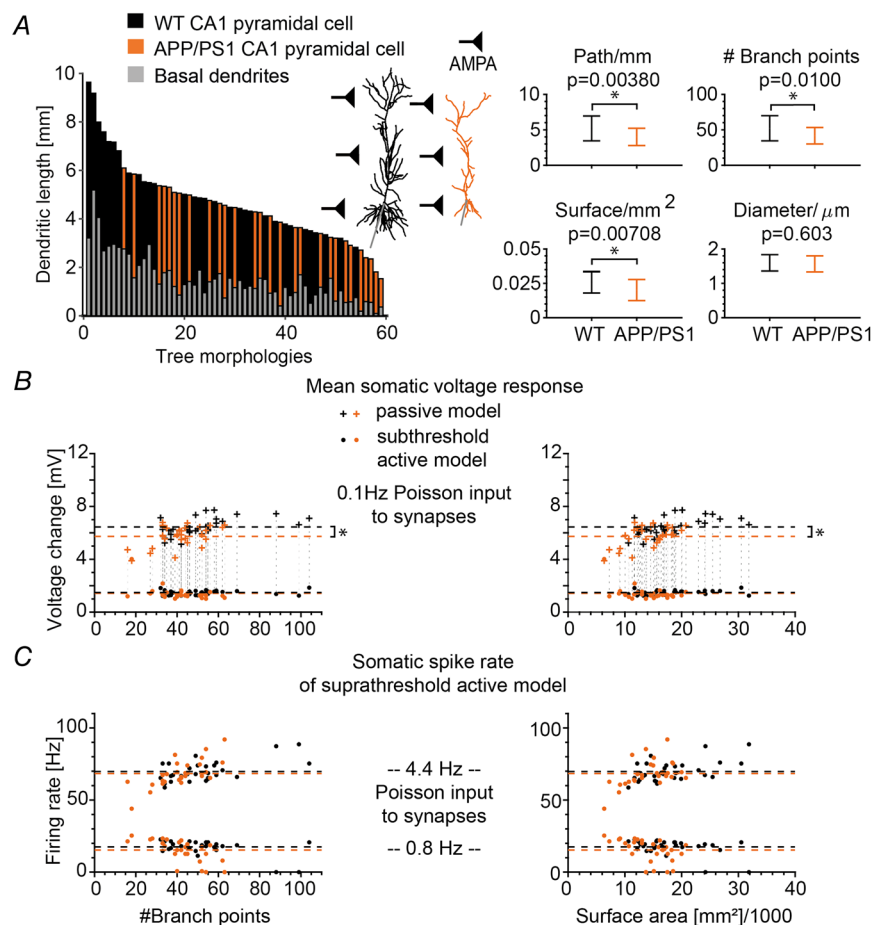 A
WT CA1 pyramidal cell
APP/PS1 CA1 pyramidal cell
Basal dendrites
AMPA
Dendritic length [mm]
10
8
6
4
2
0
0 20 40 60
Tree morphologies
Path/mm
p=0.00380
*
10
5
0
# Branch points
p=0.0100
*
100
50
0
Surface/mm 2
p=0.00708
*
0.05
0.025
0
WT APP/PS1
Diameter/ μm
p=0.603
2
1
0
WT APP/PS1
B
Mean somatic voltage response
passive model
subthreshold
active model
0.1Hz Poisson input
to synapses
Voltage change [mV]
12
8
4
0
0 20 40 60 80 100
*
12
8
4
0
0 10 20 30 40
*
C
Somatic spike rate
of suprathreshold active model
Firing rate [Hz]
100
50
0
0 20 40 60 80 100
#Branch points
-- 4.4 Hz --
Poisson input
to synapses
-- 0.8 Hz --
100
50
0
0 10 20 30 40
Surface area [mm²]/1000